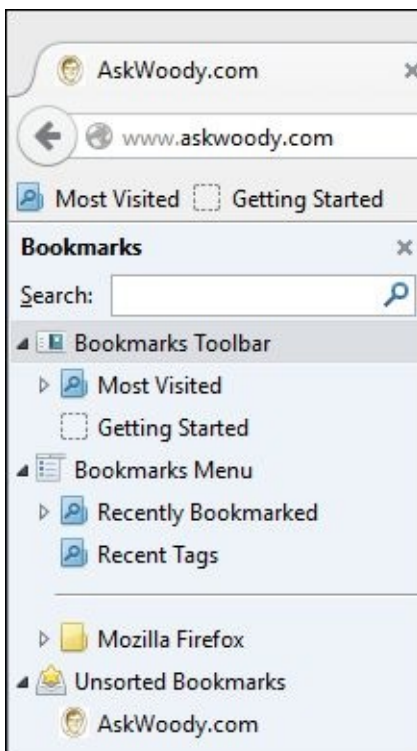 AskWoody.com
www.askwoody.com
Most Visited Getting Started
Bookmarks
Search:
Bookmarks Toolbar
Most Visited
Getting Started
Bookmarks Menu
Recently Bookmarked
Recent Tags
Mozilla Firefox
Unsorted Bookmarks
AskWoody.com